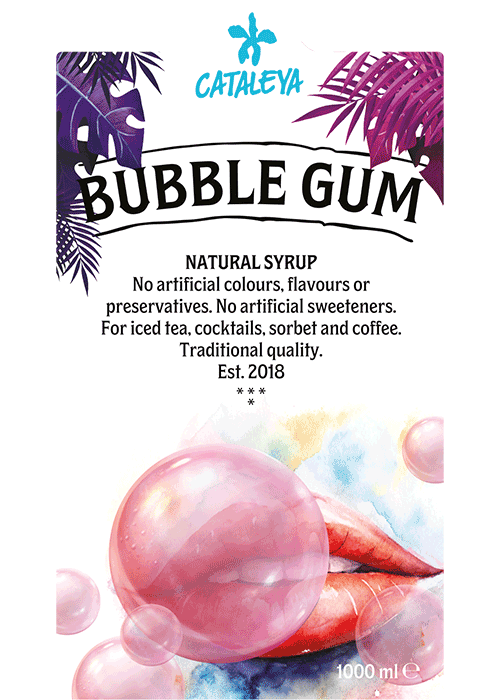 CATALEYA
BUBBLE GUM
NATURAL SYRUP
No artificial colours, flavours or
preservatives. No artificial sweeteners.
For iced tea, cocktails, sorbet and coffee.
Traditional quality.
Est. 2018
* * *
*
1000 ml ℮